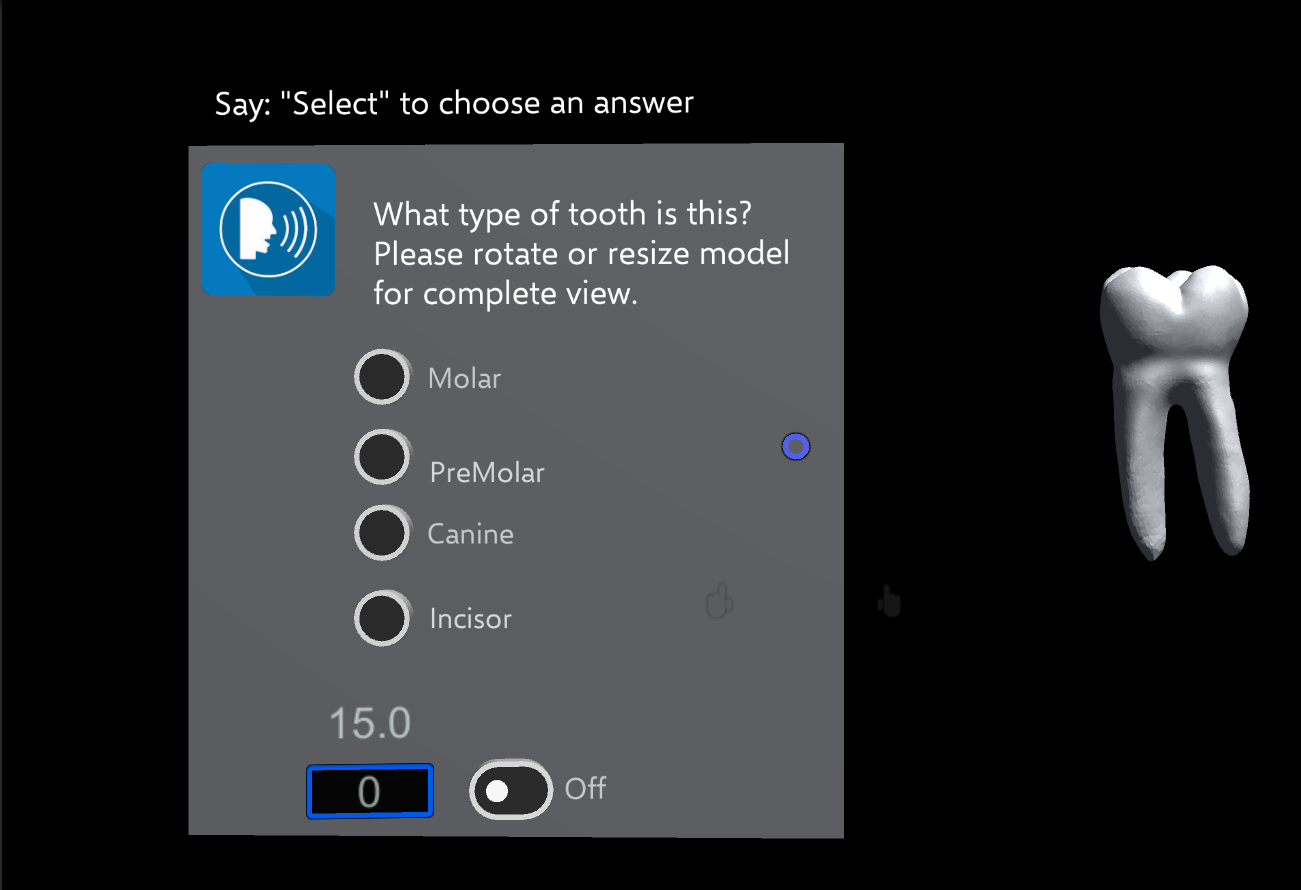 Say: "Select" to choose an answer
What type of tooth is this?
Please rotate or resize model
for complete view.
Molar
PreMolar
Canine
Incisor
15.0
0
Off